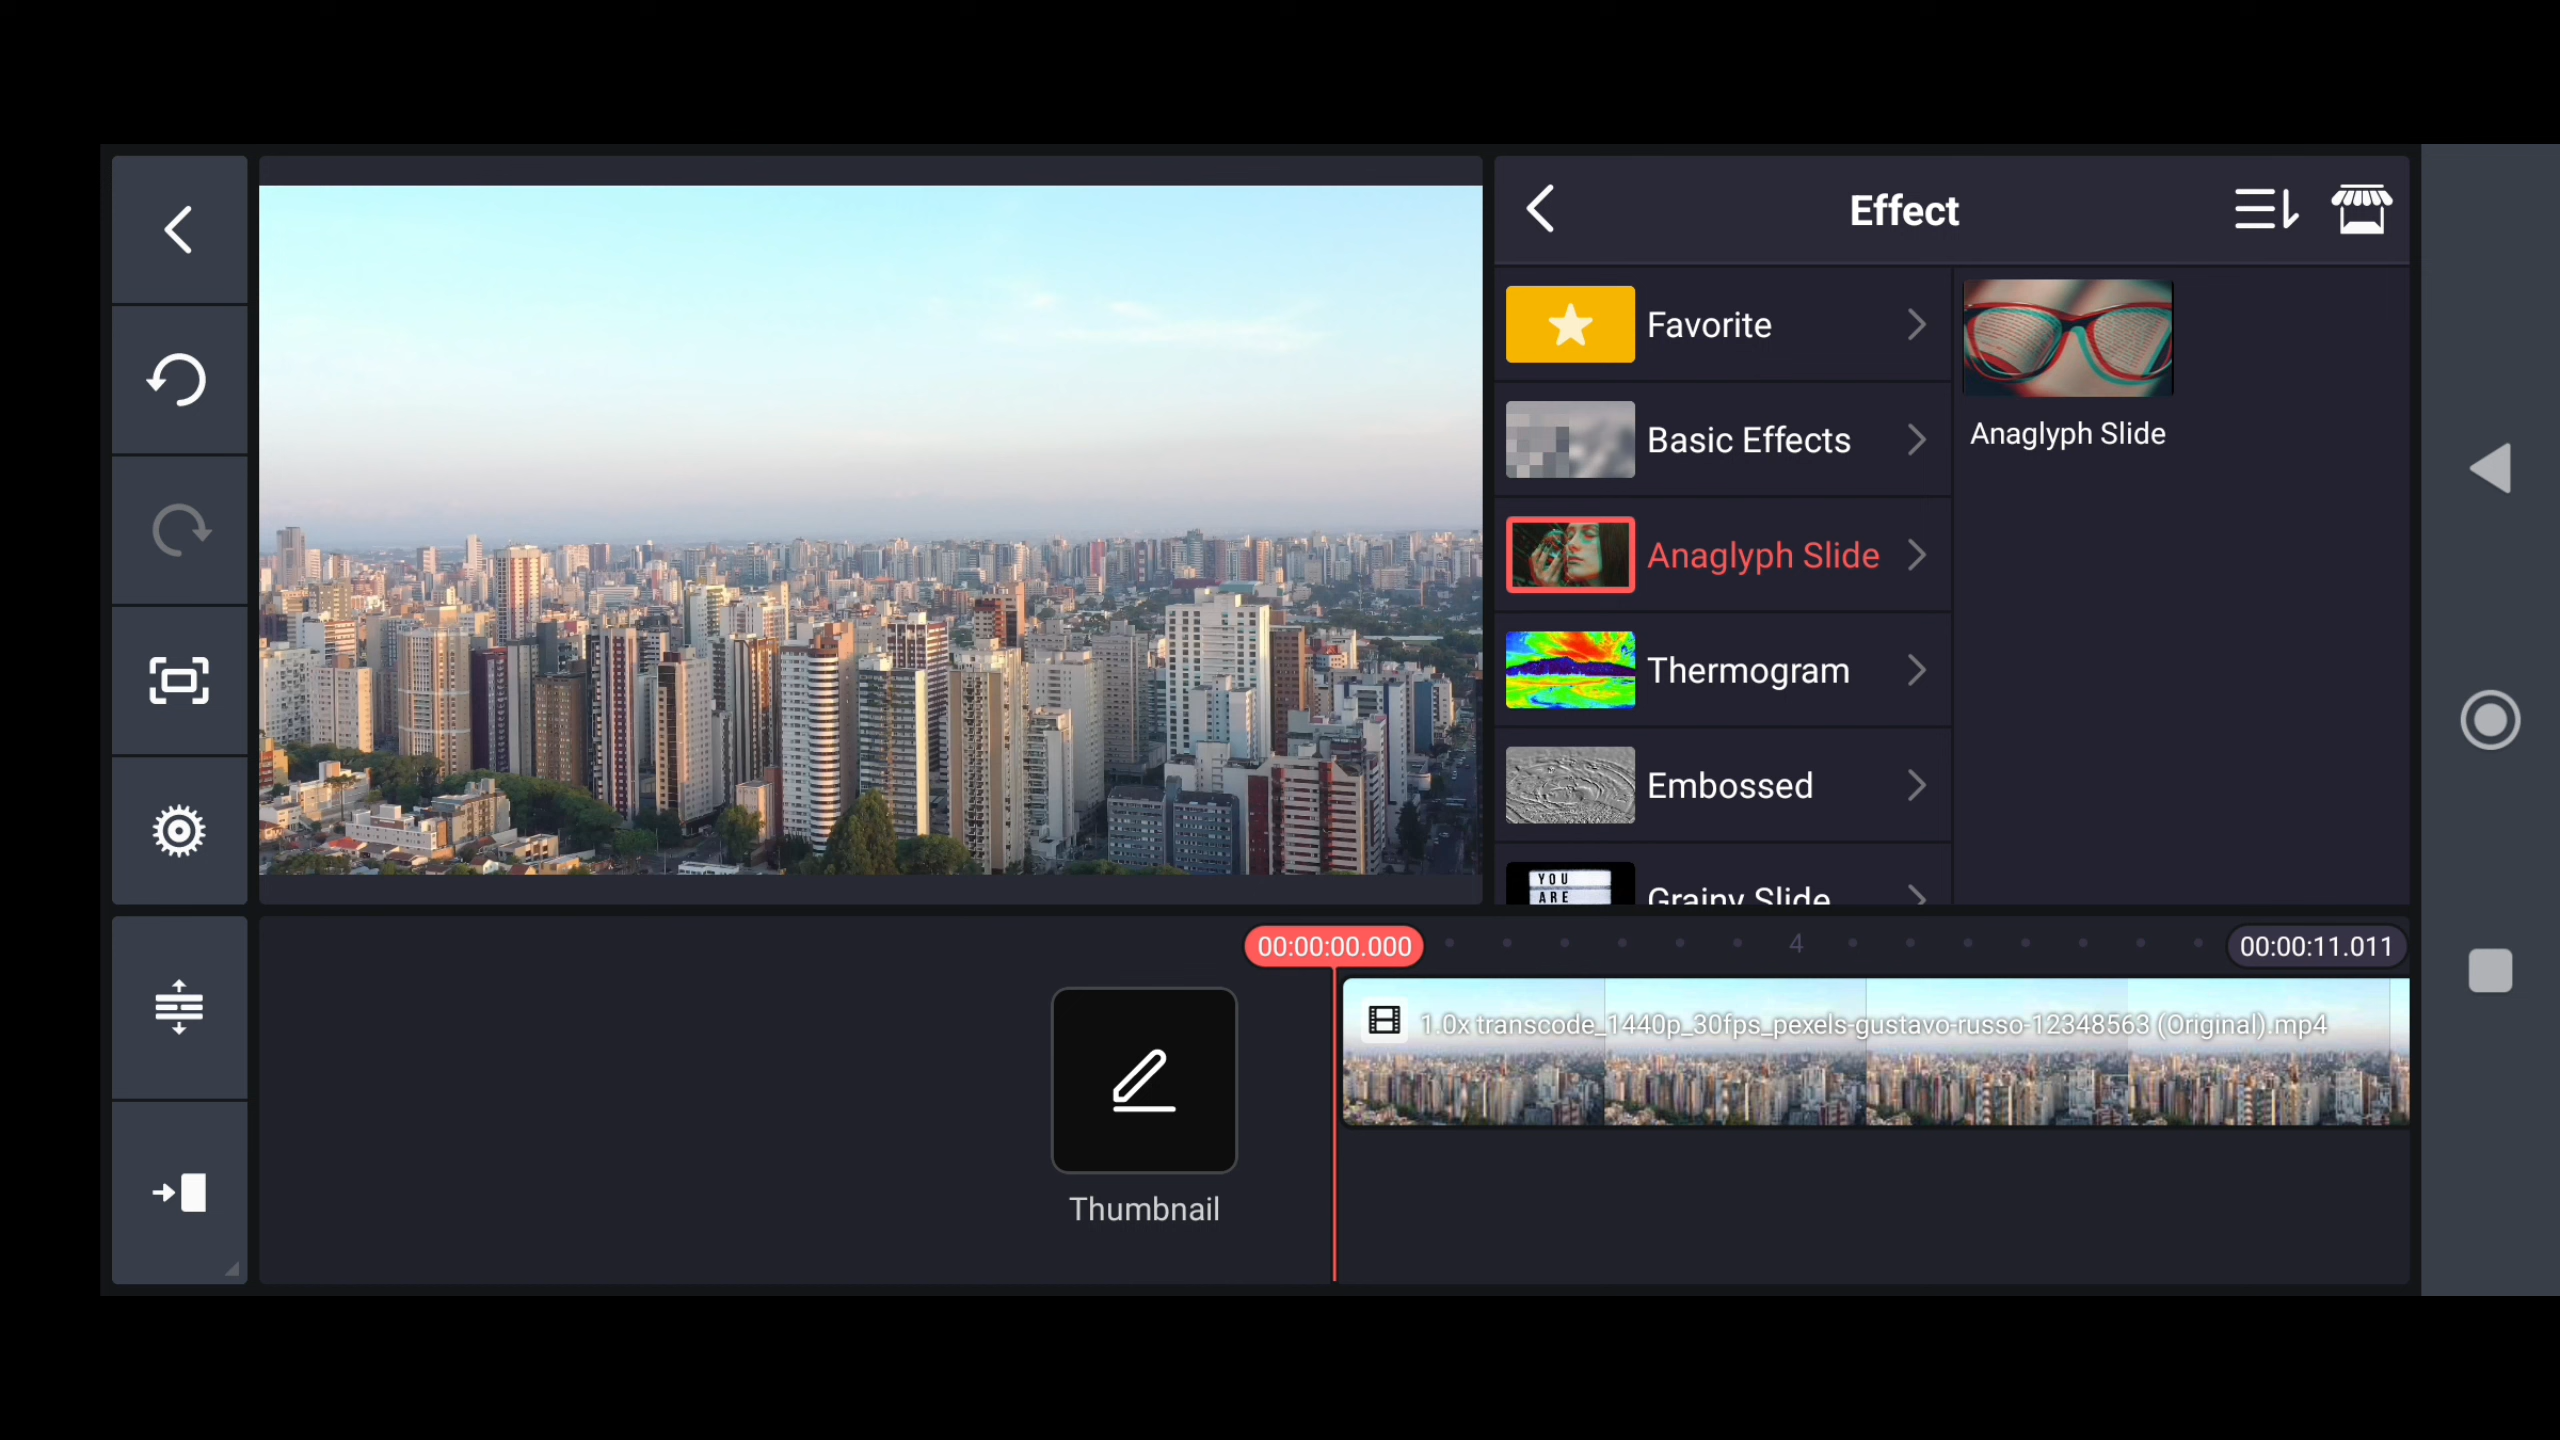 Effect
Favorite
Basic Effects
Anaglyph Slide
Thermogram
Embossed
YOU
ARE
Grainy Slide
Anaglyph Slide
00:00:00.000
4
00:00:11.011
1.0x transcode_1440p_30fps_pexels-gustavo-russo-12348563 (Original).mp4
Thumbnail